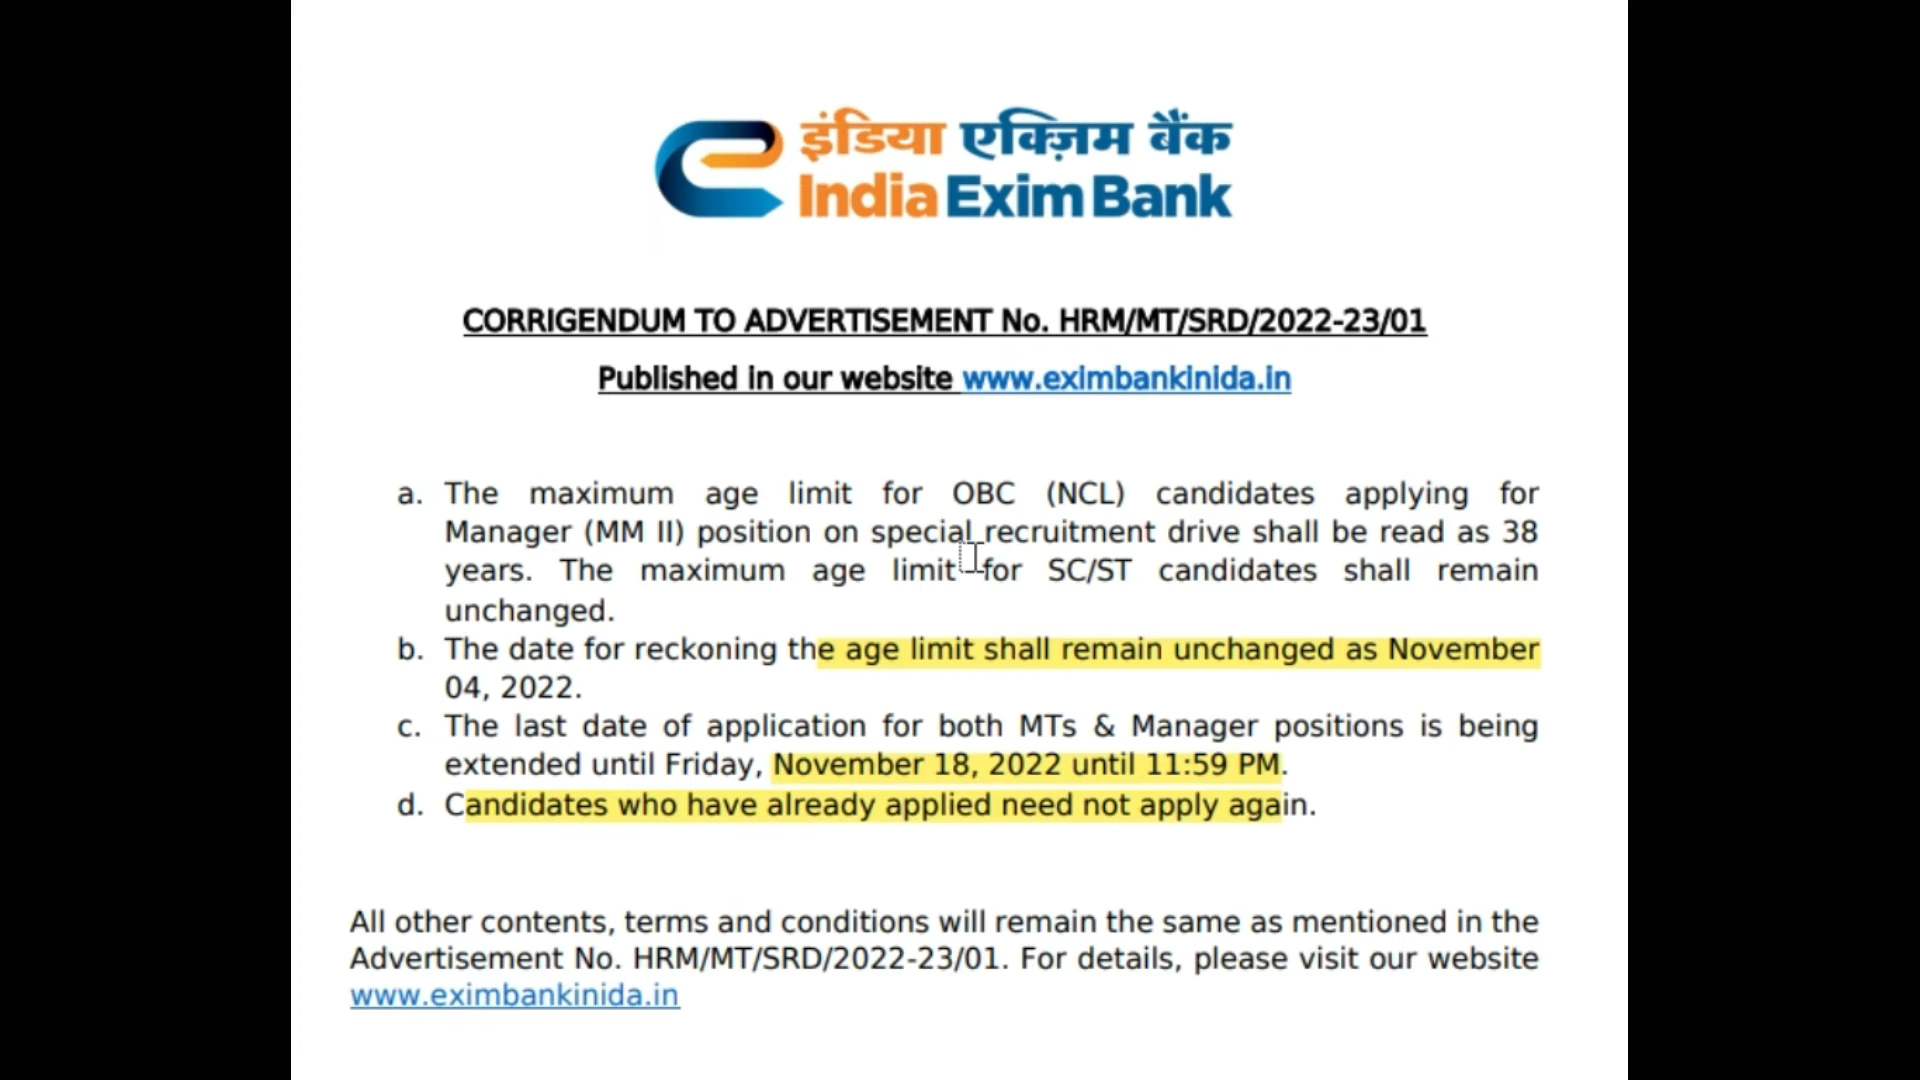 इंडिया एक्ज़िम बैंक
India Exim Bank
CORRIGENDUM TO ADVERTISEMENT No. HRM/MT/SRD/2022-23/01
Published in our website www.eximbankinida.in
a. The maximum age limit for OBC (NCL) candidates applying for
Manager (MM II) position on special recruitment drive shall be read as 38
years. The maximum age limit for SC/ST candidates shall remain
unchanged.
b. The date for reckoning the age limit shall remain unchanged as November
04, 2022.
c. The last date of application for both MTs & Manager positions is being
extended until Friday, November 18, 2022 until 11:59 PM.
d. Candidates who have already applied need not apply again.
All other contents, terms and conditions will remain the same as mentioned in the
Advertisement No. HRM/MT/SRD/2022-23/01. For details, please visit our website
www.eximbankinida.in